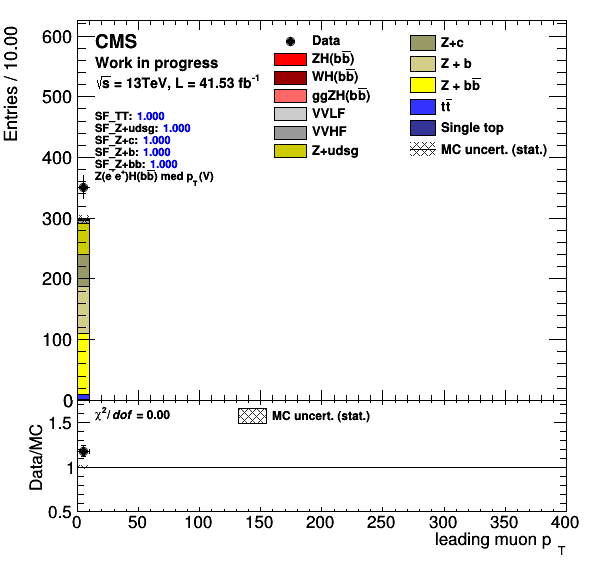 CMS
Work in progress
√s = 13TeV, L = 41.53 fb⁻¹
SF_TT: 1.000
SF_Z+udsg: 1.000
SF_Z+c: 1.000
SF_Z+b: 1.000
SF_Z+bb: 1.000
Z(e⁻e⁺)H(bb̅) med p_T(V)
Data
ZH(bb̅)
WH(bb̅)
ggZH(bb̅)
VVLF
VVHF
Z+udsg
Z+c
Z + b
Z + bb̅
tt̅
Single top
MC uncert. (stat.)
Entries / 10.00
600
500
400
300
200
100
0
χ²/dof = 0.00
MC uncert. (stat.)
Data/MC
1.5
1
0.5
0 50 100 150 200 250 300 350 400
leading muon p_T